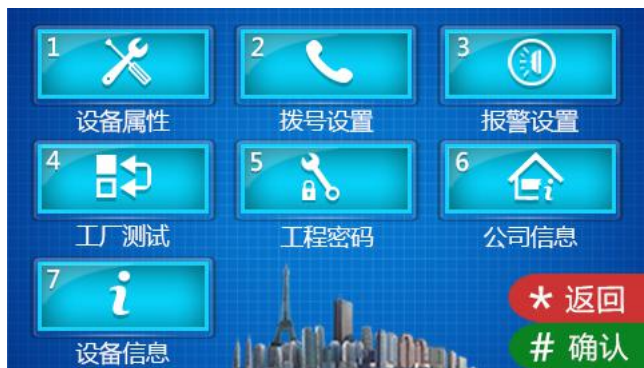 1
2
3
设备属性
拨号设置
报警设置
4
5
6
工厂测试
工程密码
公司信息
7
设备信息
* 返回
# 确认